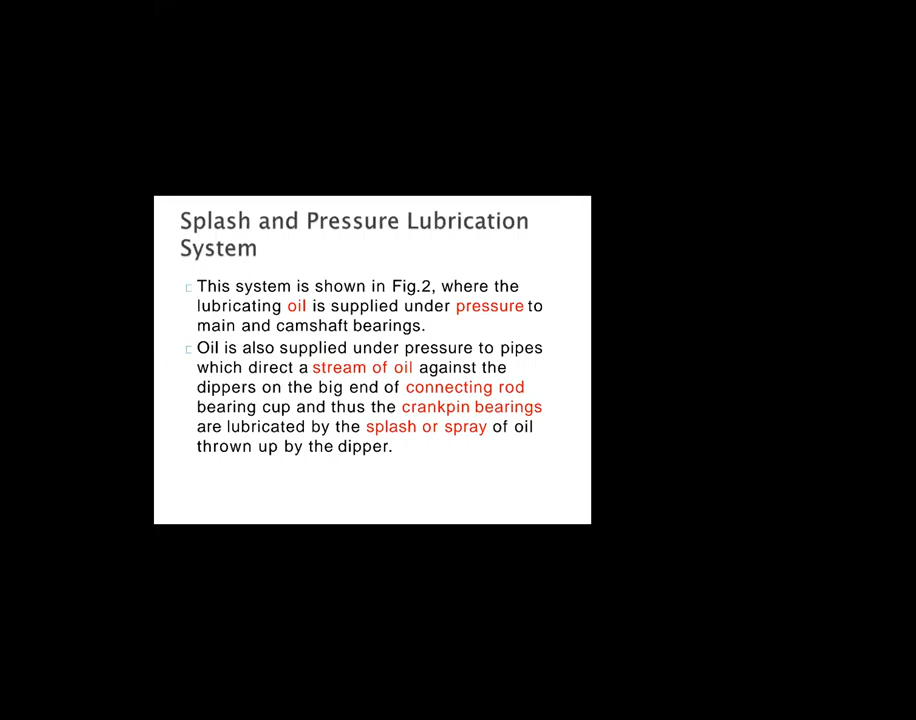 Splash and Pressure Lubrication
System
This system is shown in Fig.2, where the
lubricating oil is supplied under pressure to
main and camshaft bearings.
Oil is also supplied under pressure to pipes
which direct a stream of oil against the
dippers on the big end of connecting rod
bearing cup and thus the crankpin bearings
are lubricated by the splash or spray of oil
thrown up by the dipper.